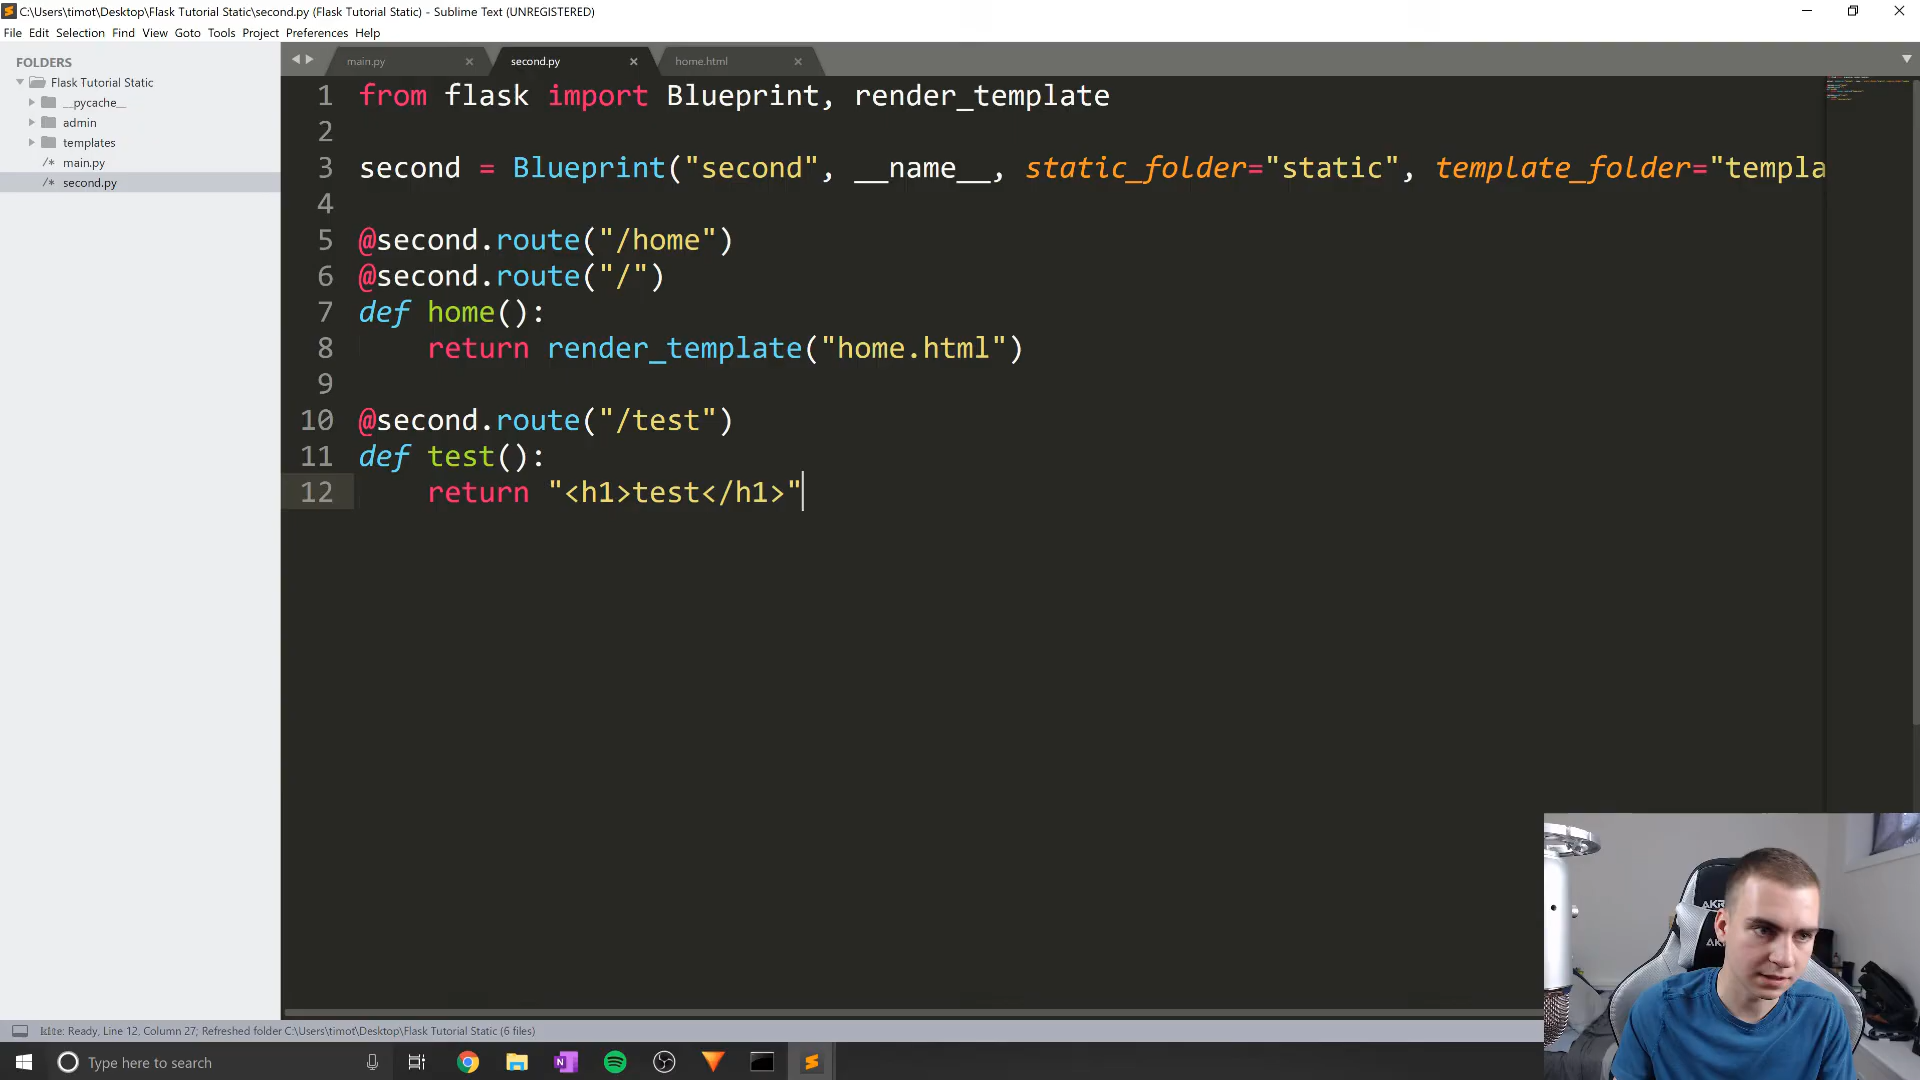 C:\Users\timot\Desktop\Flask Tutorial Static\second.py (Flask Tutorial Static) - Sublime Text (UNREGISTERED)
File Edit Selection Find View Goto Tools Project Preferences Help
FOLDERS
Flask Tutorial Static
__pycache__
admin
templates
/* main.py
/* second.py
main.py
second.py
home.html
1 from flask import Blueprint, render_template
2
3 second = Blueprint("second", __name__, static_folder="static", template_folder="templa
4
5 @second.route("/home")
6 @second.route("/")
7 def home():
8 return render_template("home.html")
9
10 @second.route("/test")
11 def test():
12 return "<h1>test</h1>"
kite: Ready, Line 12, Column 27; Refreshed folder C:\Users\timot\Desktop\Flask Tutorial Static (6 files)
Type here to search